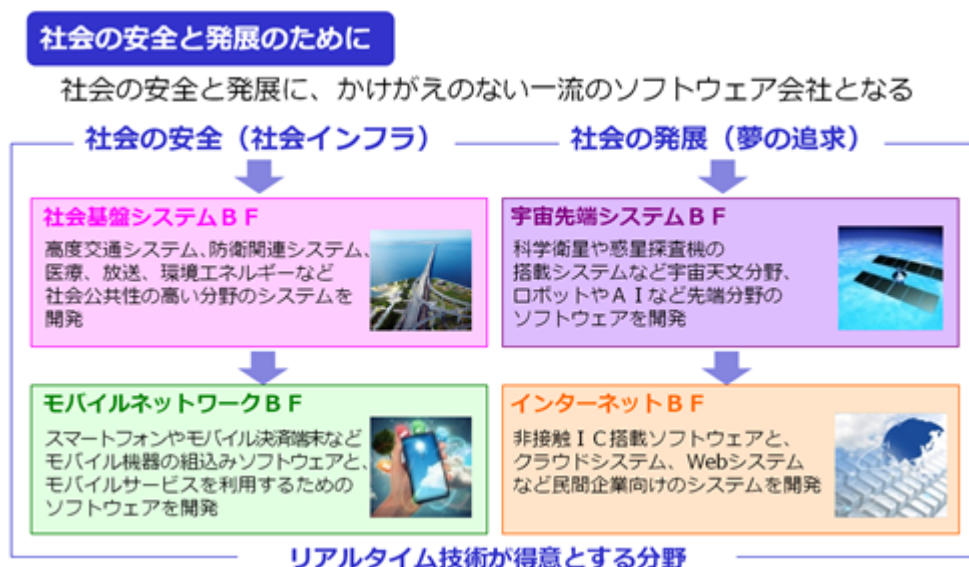 社会の安全と発展のために
社会の安全と発展に、かけがえのない一流のソフトウェア会社となる
社会の安全（社会インフラ）
社会の発展（夢の追求）
社会基盤システムＢＦ
高度交通システム、防衛関連システム、
医療、放送、環境エネルギーなど
社会公共性の高い分野のシステムを
開発
宇宙先端システムＢＦ
科学衛星や惑星探査機の
搭載システムなど宇宙天文分野、
ロボットやＡＩなど先端分野の
ソフトウェアを開発
モバイルネットワークＢＦ
スマートフォンやモバイル決済端末など
モバイル機器の組込みソフトウェアと、
モバイルサービスを利用するための
ソフトウェアを開発
インターネットＢＦ
非接触ＩＣ搭載ソフトウェアと、
クラウドシステム、Webシステム
など民間企業向けのシステムを開発
リアルタイム技術が得意とする分野